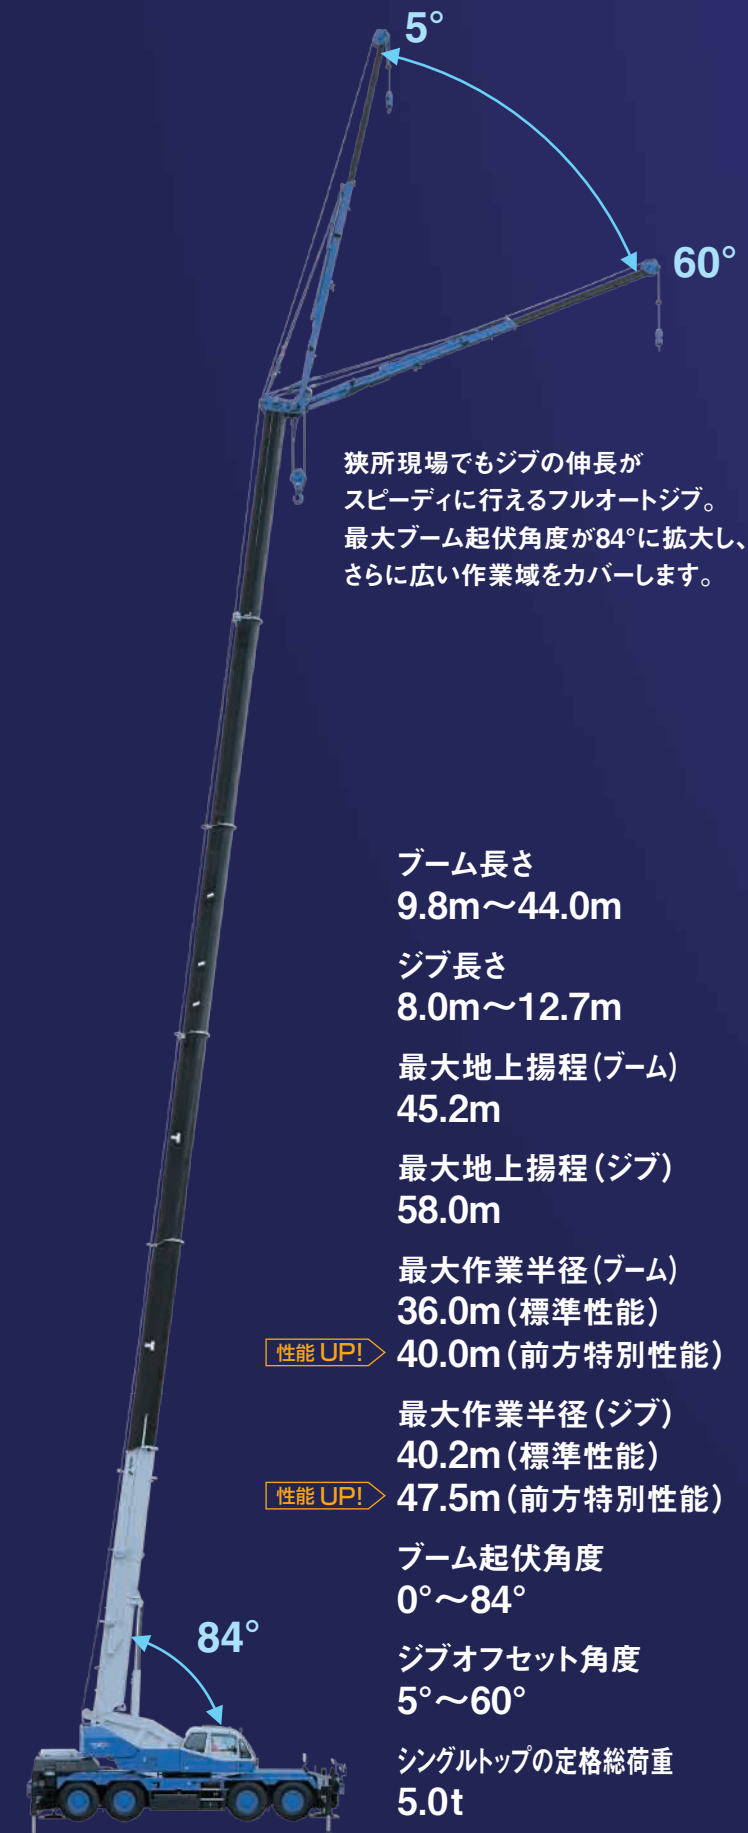 5°
60°
狭所現場でもジブの伸長が
スピーディに行えるフルオートジブ。
最大ブーム起伏角度が84°に拡大し、
さらに広い作業域をカバーします。
ブーム長さ
9.8m〜44.0m
ジブ長さ
8.0m〜12.7m
最大地上揚程(ブーム)
45.2m
最大地上揚程(ジブ)
58.0m
最大作業半径(ブーム)
36.0m(標準性能)
性能UP! 40.0m(前方特別性能)
最大作業半径(ジブ)
40.2m(標準性能)
性能UP! 47.5m(前方特別性能)
ブーム起伏角度
0°〜84°
84°
ジブオフセット角度
5°〜60°
シングルトップの定格総荷重
5.0t